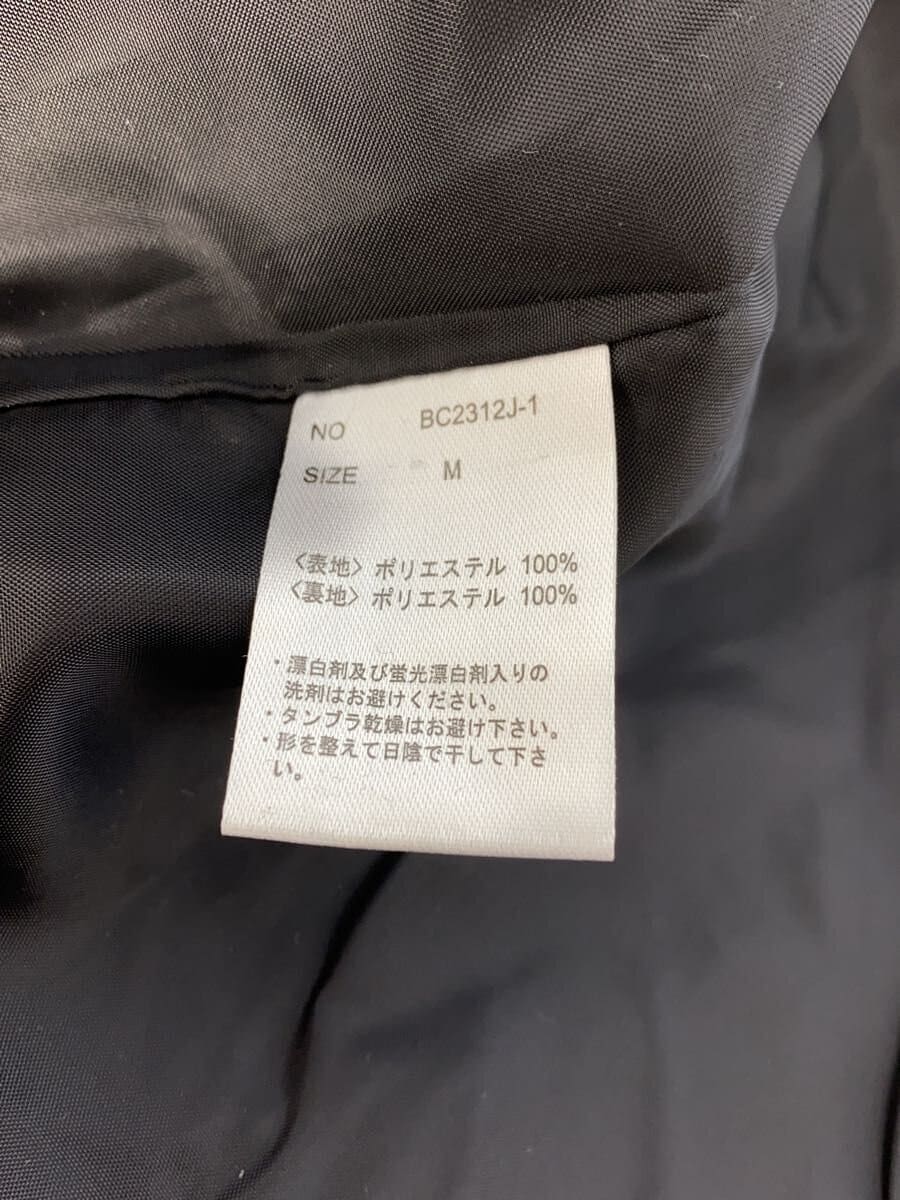 NO BC2312J-1
SIZE M
〈表地〉ポリエステル 100%
〈裏地〉ポリエステル 100%
・漂白剤及び蛍光漂白剤入りの
洗剤はお避けください。
・タンブラ乾燥はお避け下さい。
・形を整えて日陰で干して下さ
い。